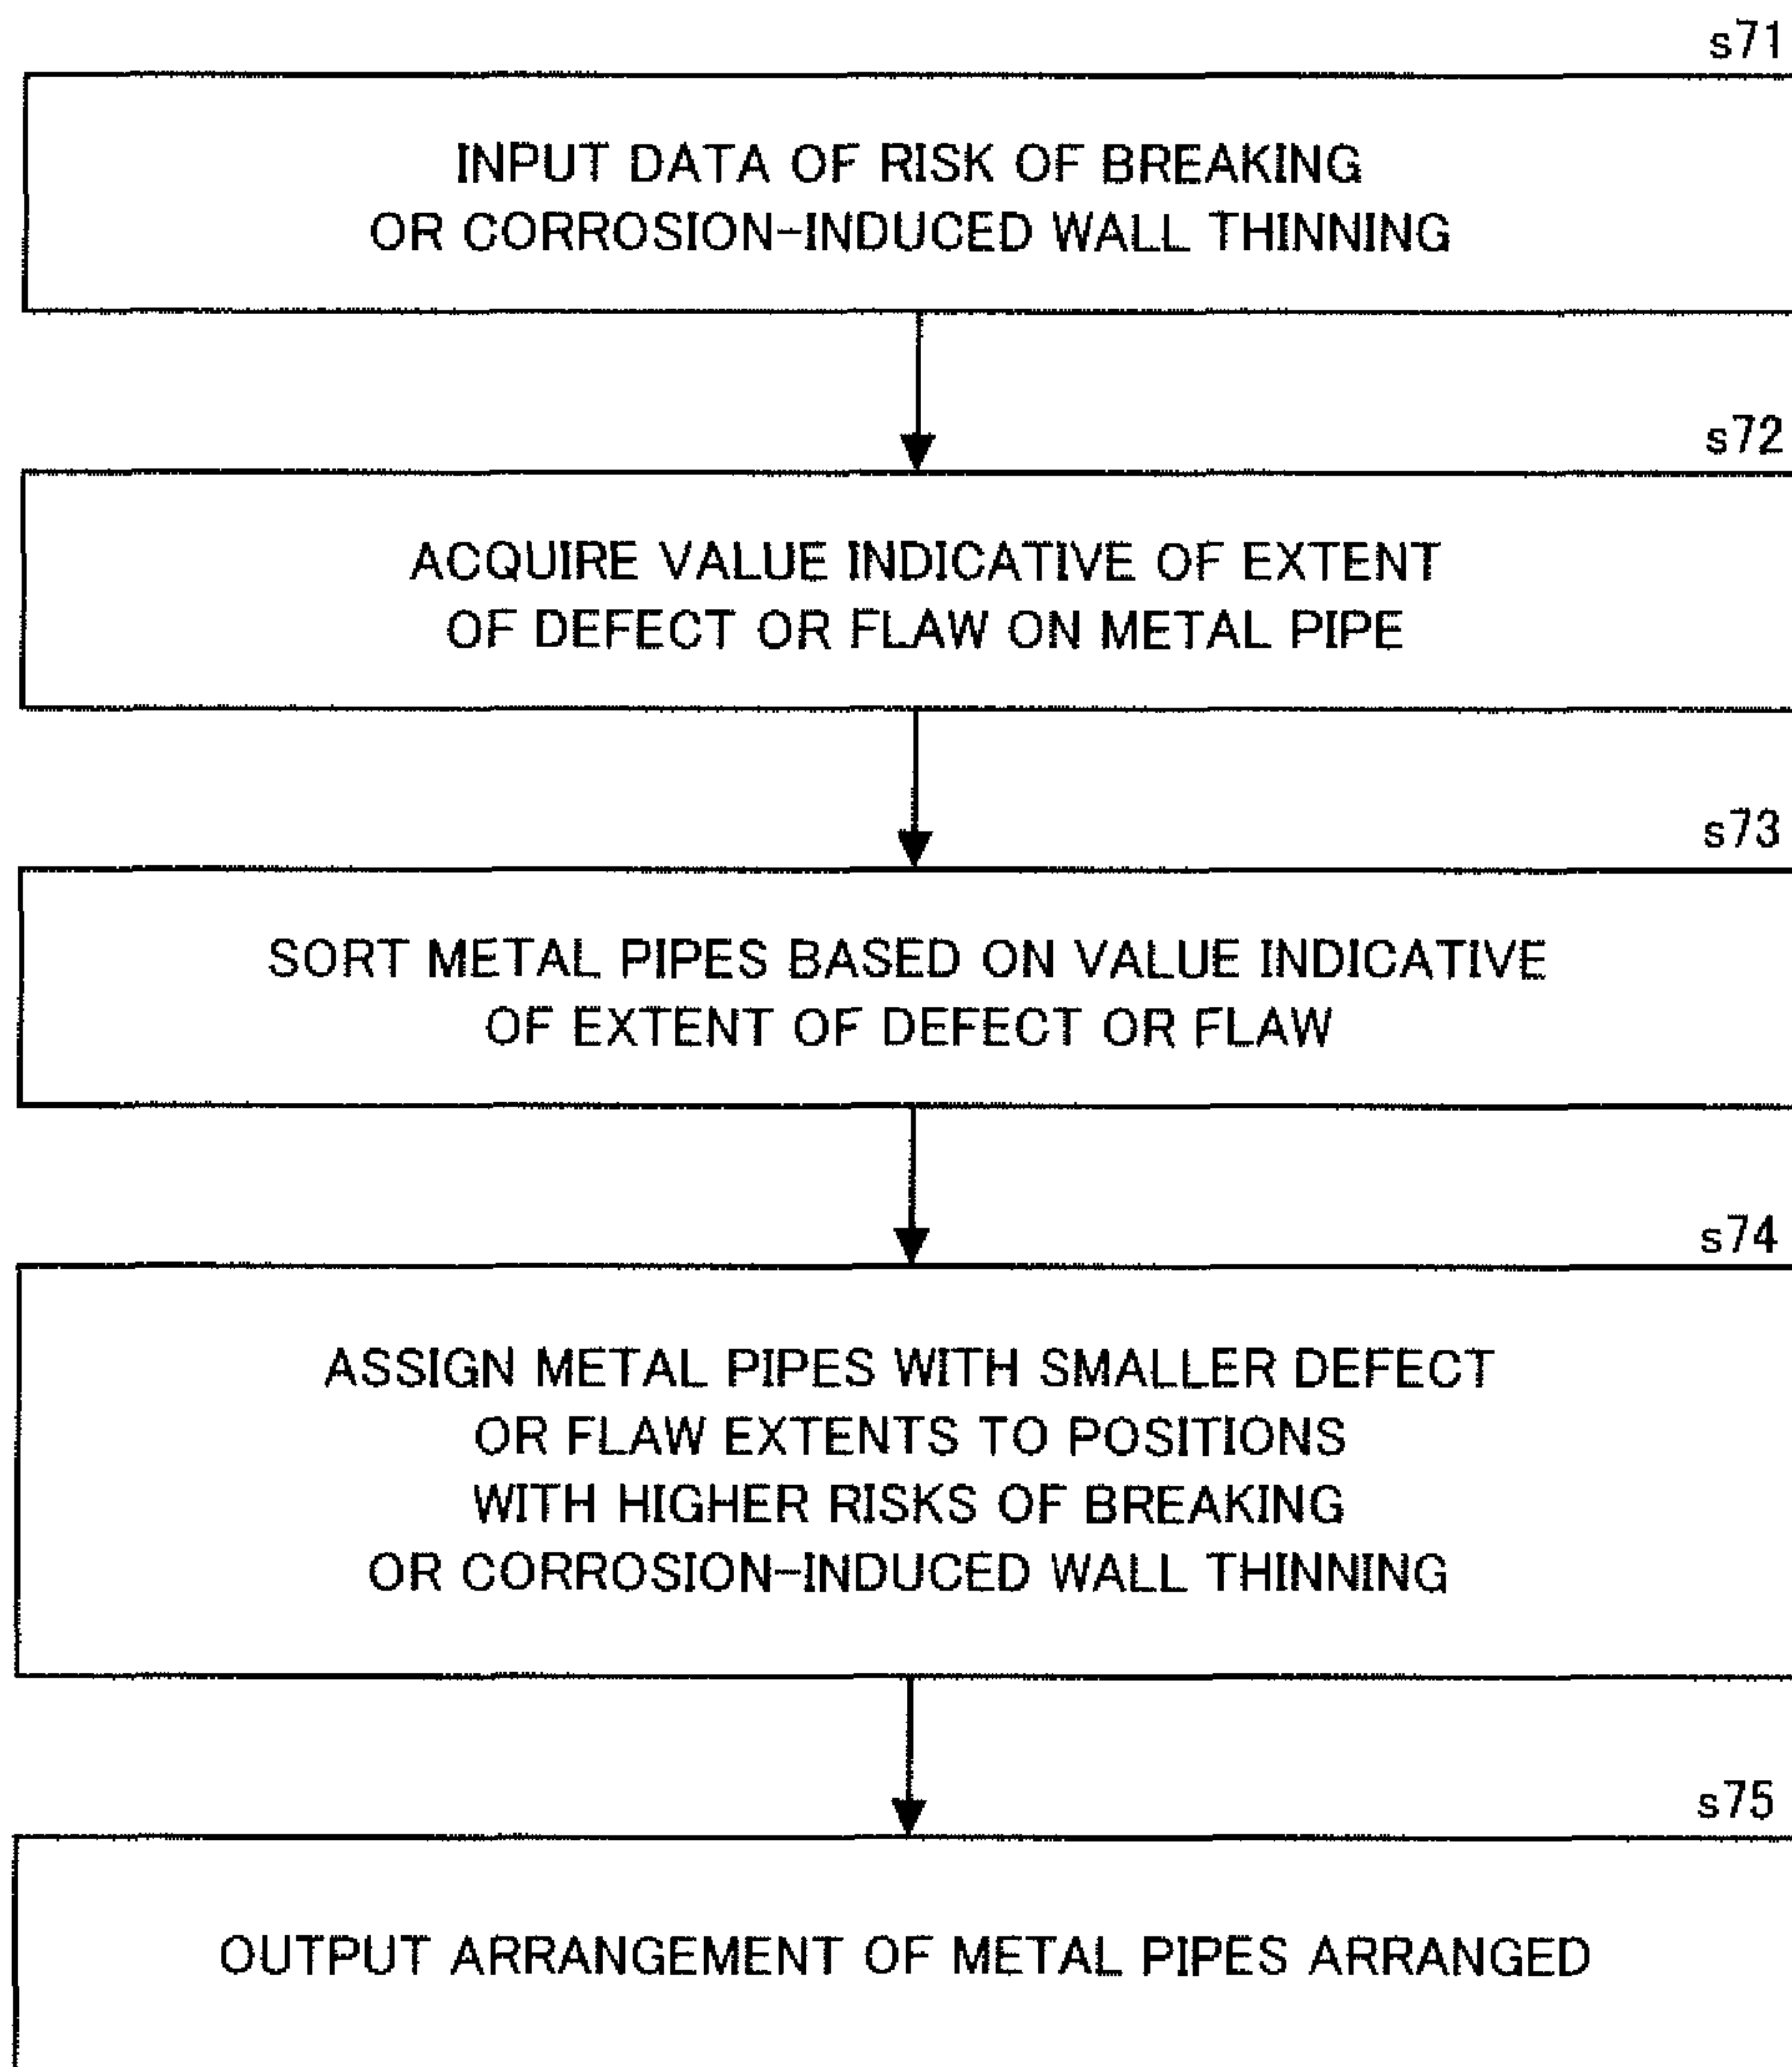 s71
INPUT DATA OF RISK OF BREAKING
OR CORROSION-INDUCED WALL THINNING
s72
ACQUIRE VALUE INDICATIVE OF EXTENT
OF DEFECT OR FLAW ON METAL PIPE
s73
SORT METAL PIPES BASED ON VALUE INDICATIVE
OF EXTENT OF DEFECT OR FLAW
s74
ASSIGN METAL PIPES WITH SMALLER DEFECT
OR FLAW EXTENTS TO POSITIONS
WITH HIGHER RISKS OF BREAKING
OR CORROSION-INDUCED WALL THINNING
s75
OUTPUT ARRANGEMENT OF METAL PIPES ARRANGED